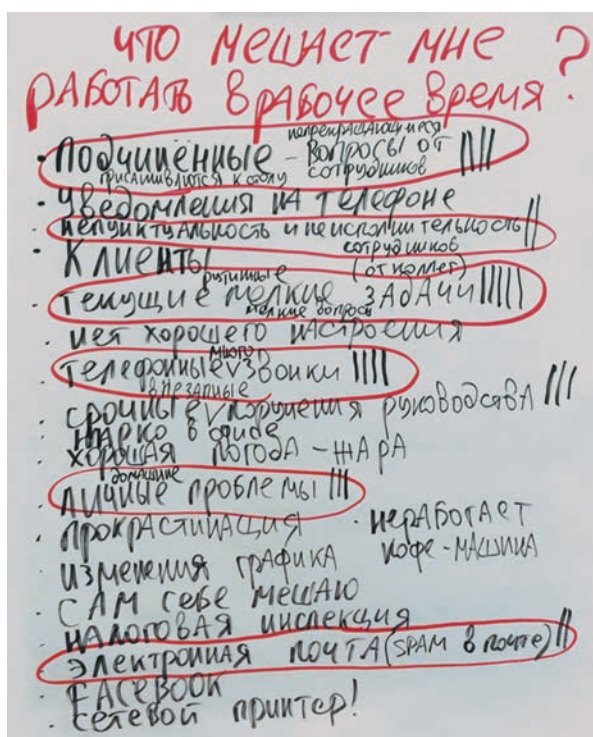 ЧТО МЕШАЕТ МНЕ
РАБОТАТЬ В РАБОЧЕЕ ВРЕМЯ?
непрекращающиеся
· Подчинённые – вопросы от ||||
присаживаются к столу сотрудников
· Уведомления на телефоне
· непунктуальность и неисполнительность ||
сотрудников
· Клиенты
рутинные (от коллег)
· текущие мелкие задачи |||||
мелкие вопросы
· нет хорошего настроения
много
· телефонные звонки ||||
внезапные
· срочные поручения руководства |||
· жарко в офисе
· хорошая погода – жара
домашние
· личные проблемы |||
· прокрастинация
· не работает
кофе-машина
· изменения графика
· сам себе мешаю
· налоговая инспекция
· электронная почта (SPAM в почте) ||
· FACEBOOK
· сетевой принтер!